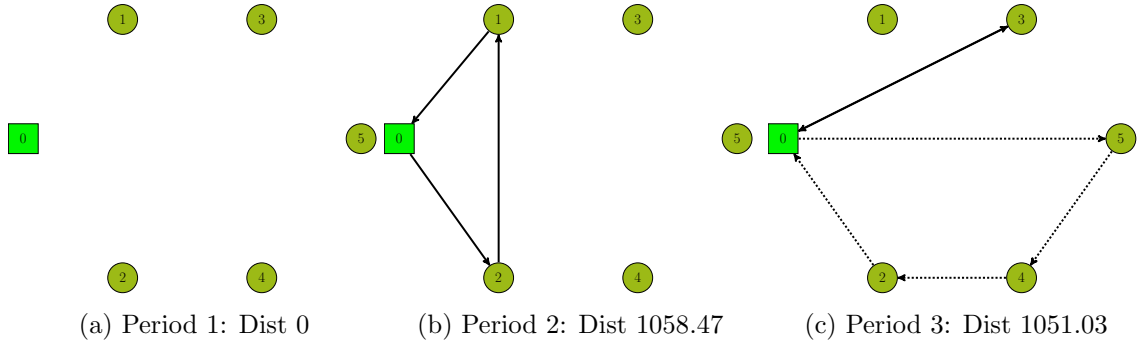 1 3 1 3 1 3
0 5 0 5 0 5
2 4 2 4 2 4
(a) Period 1: Dist 0 (b) Period 2: Dist 1058.47 (c) Period 3: Dist 1051.03